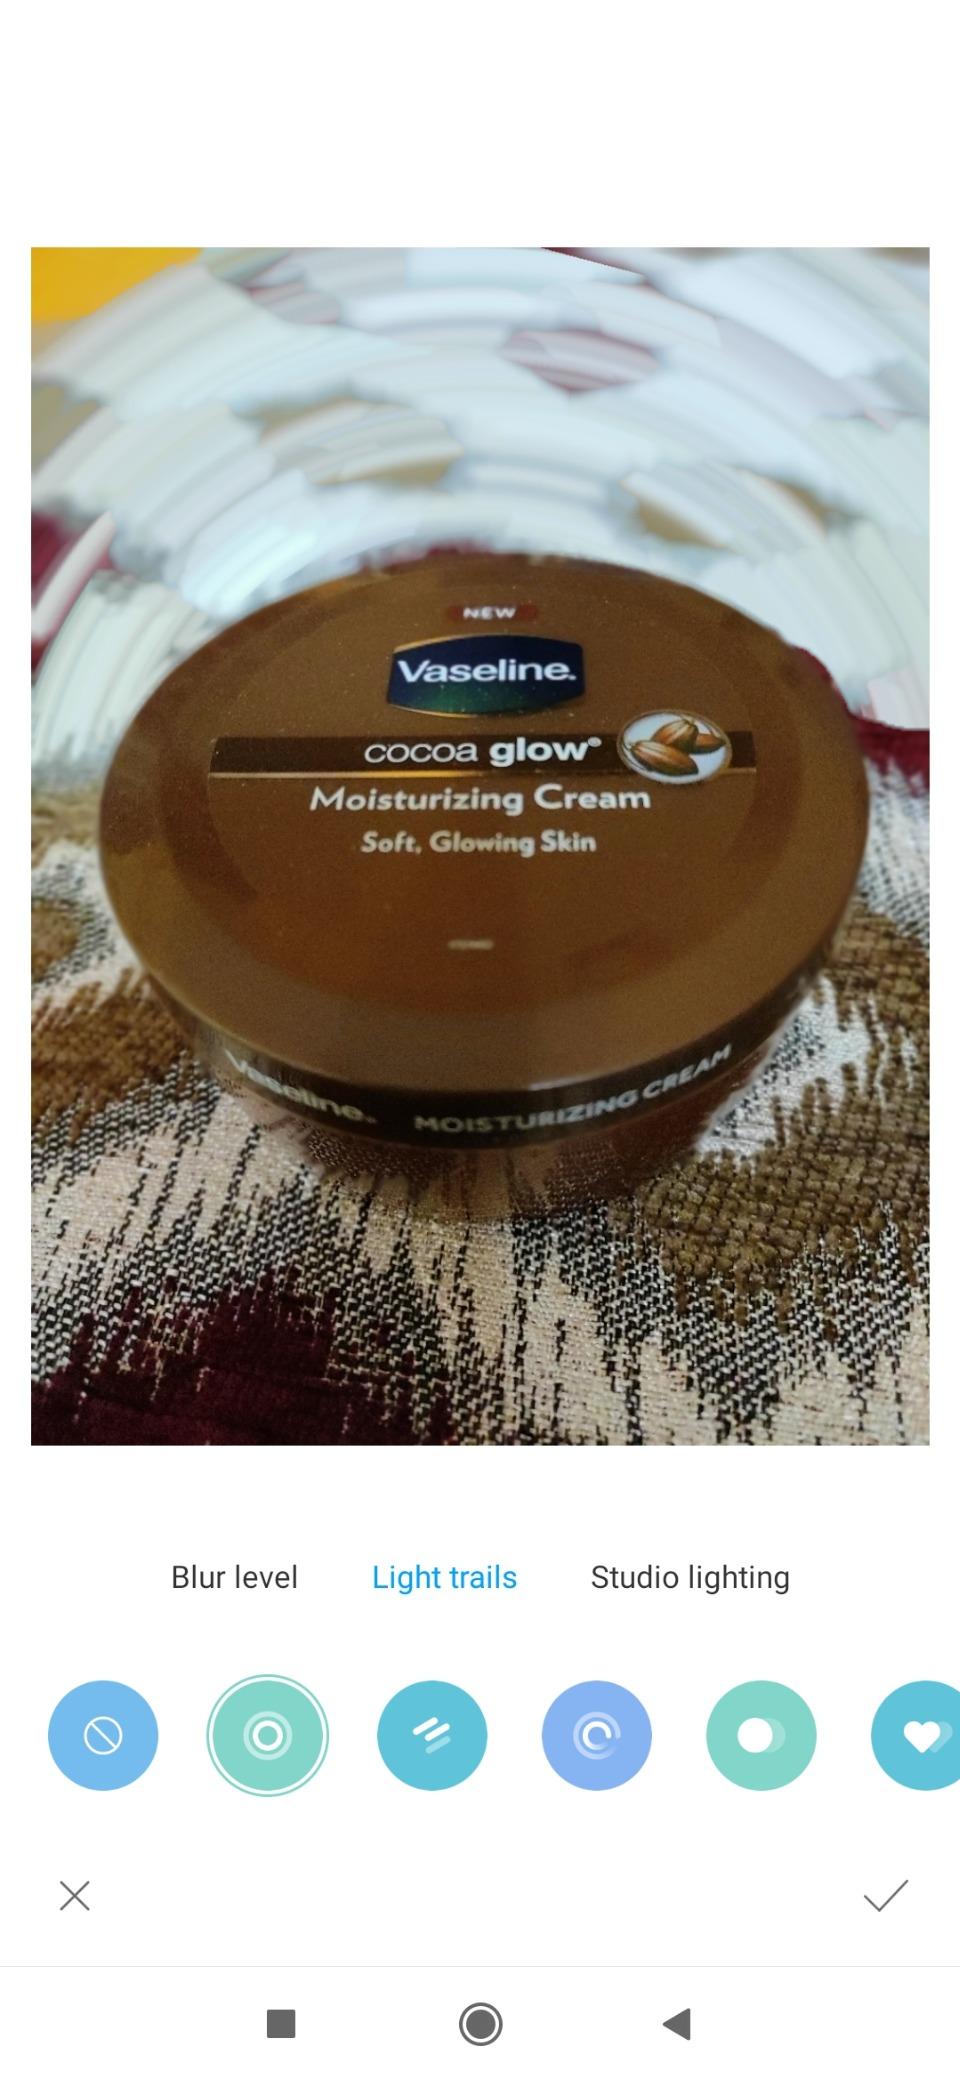 NEW
Vaseline.
cocoa glow®
Moisturizing Cream
Soft, Glowing Skin
Vaseline. MOISTURIZING CREAM
Blur level Light trails Studio lighting